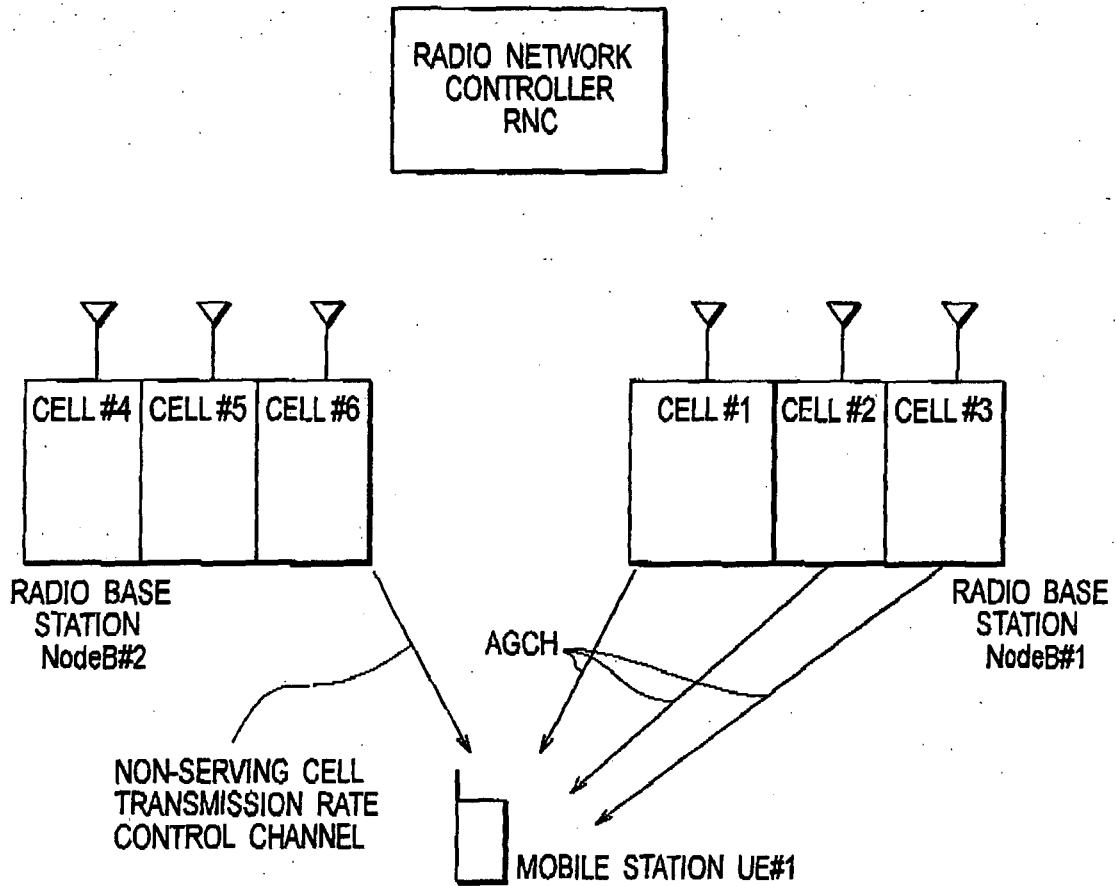 RADIO NETWORK
CONTROLLER
RNC
CELL #4
CELL #5
CELL #6
CELL #1
CELL #2
CELL #3
RADIO BASE
STATION
NodeB#2
RADIO BASE
STATION
NodeB#1
AGCH
NON-SERVING CELL
TRANSMISSION RATE
CONTROL CHANNEL
MOBILE STATION UE#1